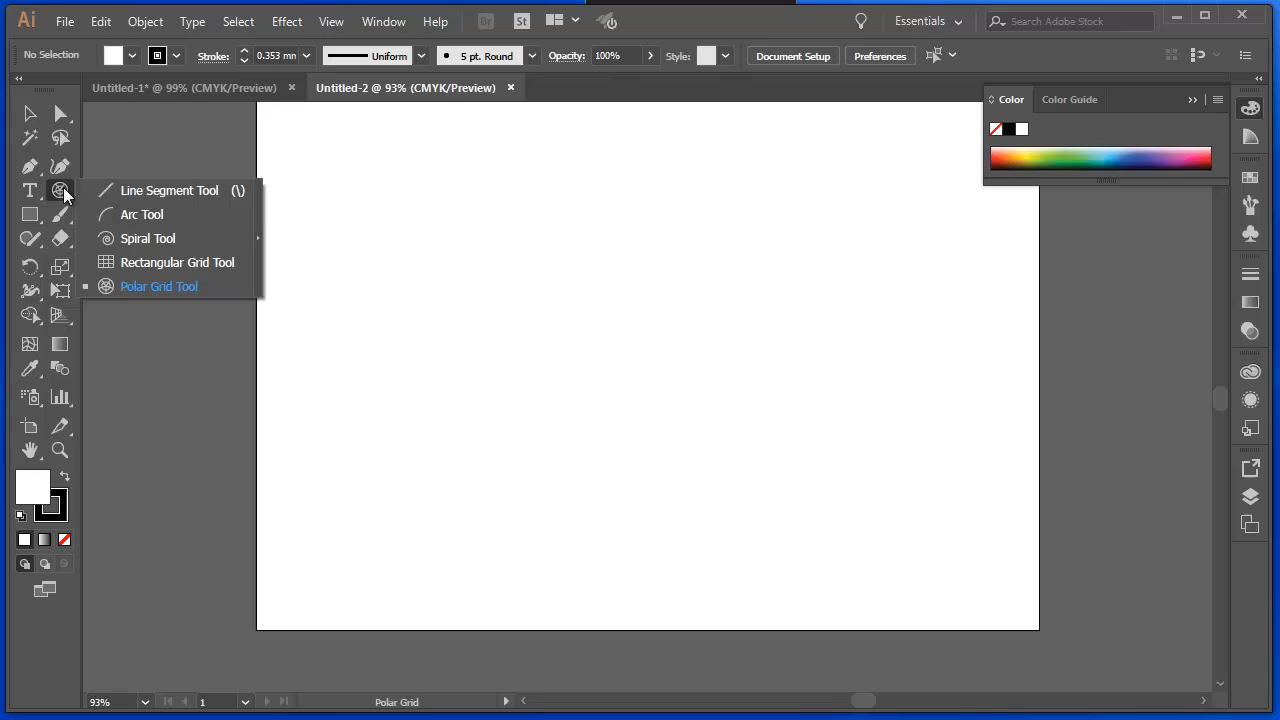 Ai File Edit Object Type Select Effect View Window Help Br St Essentials Search Adobe Stock
No Selection Stroke: 0.353 mm Uniform 5 pt. Round Opacity: 100% Style: Document Setup Preferences
Untitled-1* @ 99% (CMYK/Preview) Untitled-2 @ 93% (CMYK/Preview)
Color Color Guide
Line Segment Tool (\)
Arc Tool
Spiral Tool
Rectangular Grid Tool
Polar Grid Tool
93% 1 Polar Grid